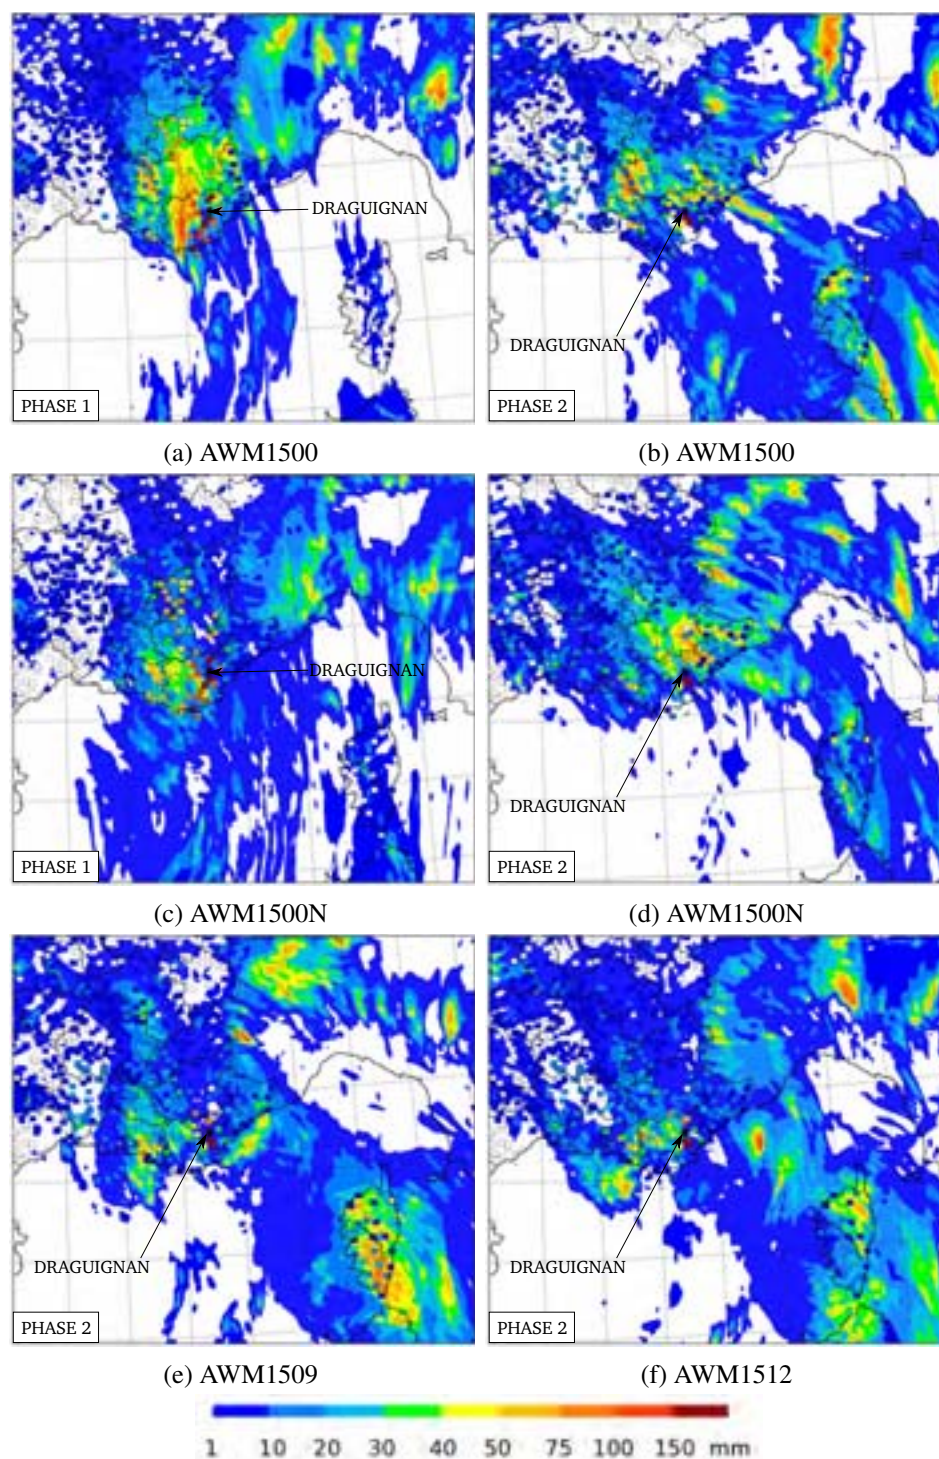 DRAGUIGNAN
DRAGUIGNAN
PHASE 1
PHASE 2
(a) AWM1500
(b) AWM1500
DRAGUIGNAN
DRAGUIGNAN
PHASE 1
PHASE 2
(c) AWM1500N
(d) AWM1500N
DRAGUIGNAN
DRAGUIGNAN
PHASE 2
PHASE 2
(e) AWM1509
(f) AWM1512
1 10 20 30 40 50 75 100 150 mm